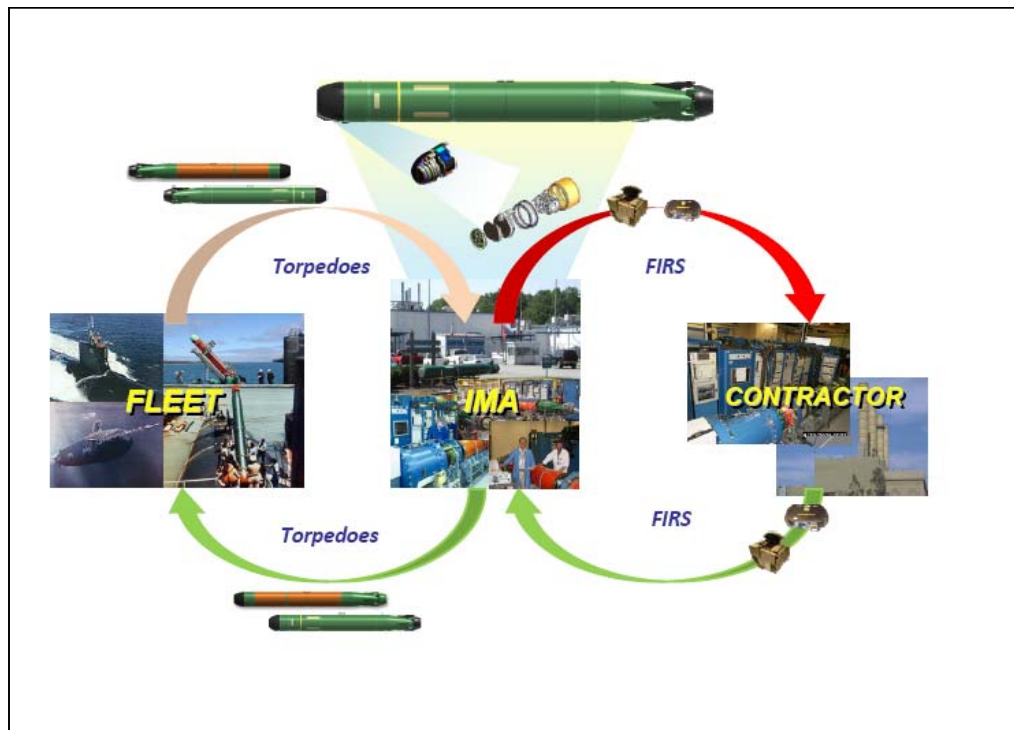 Torpedoes
FIRS
FLEET
IMA
CONTRACTOR
Torpedoes
FIRS